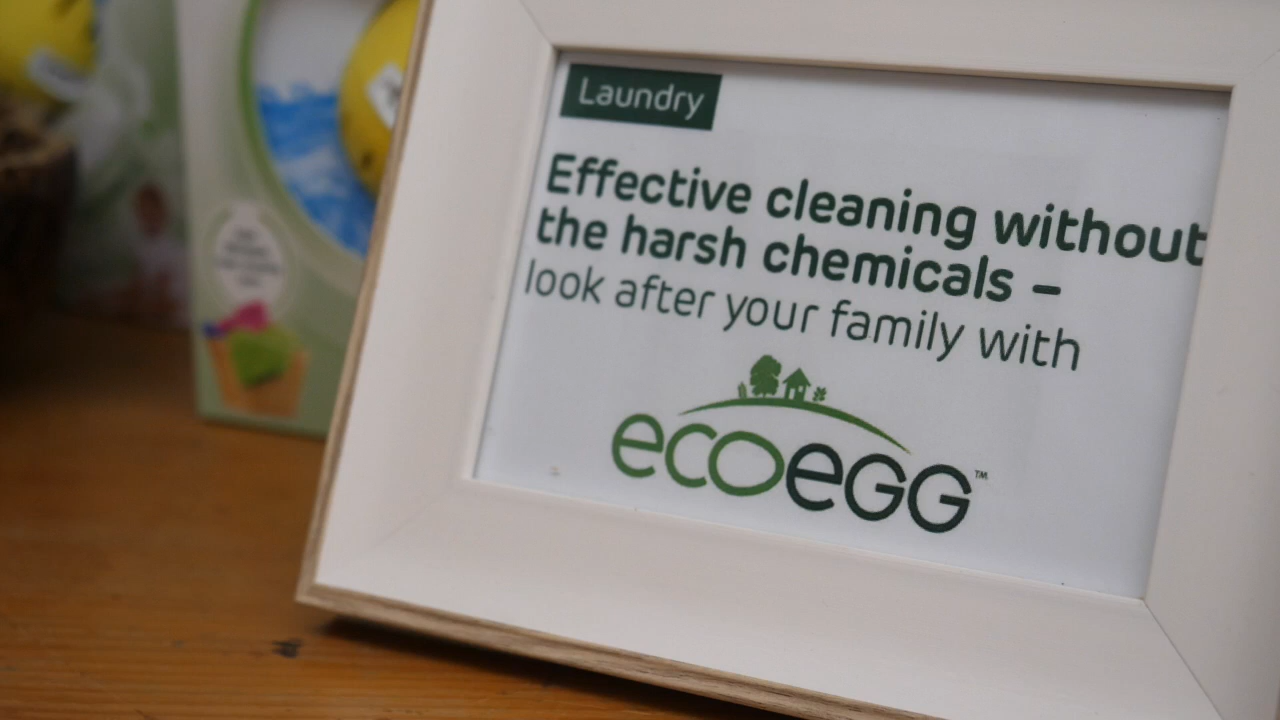 Laundry
Effective cleaning without
the harsh chemicals –
look after your family with
ecoegg™